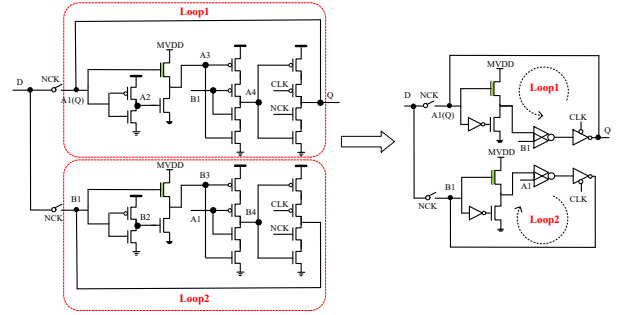 Loop1
MVDD
A3
D
NCK
A1(Q)
A2
B1
A4
CLK
NCK
Q
MVDD
B1
NCK
B3
B2
A1
B4
CLK
NCK
Loop2
MVDD
Loop1
D
NCK
A1(Q)
CLK
B1
Q
MVDD
B1
A1
NCK
CLK
Loop2